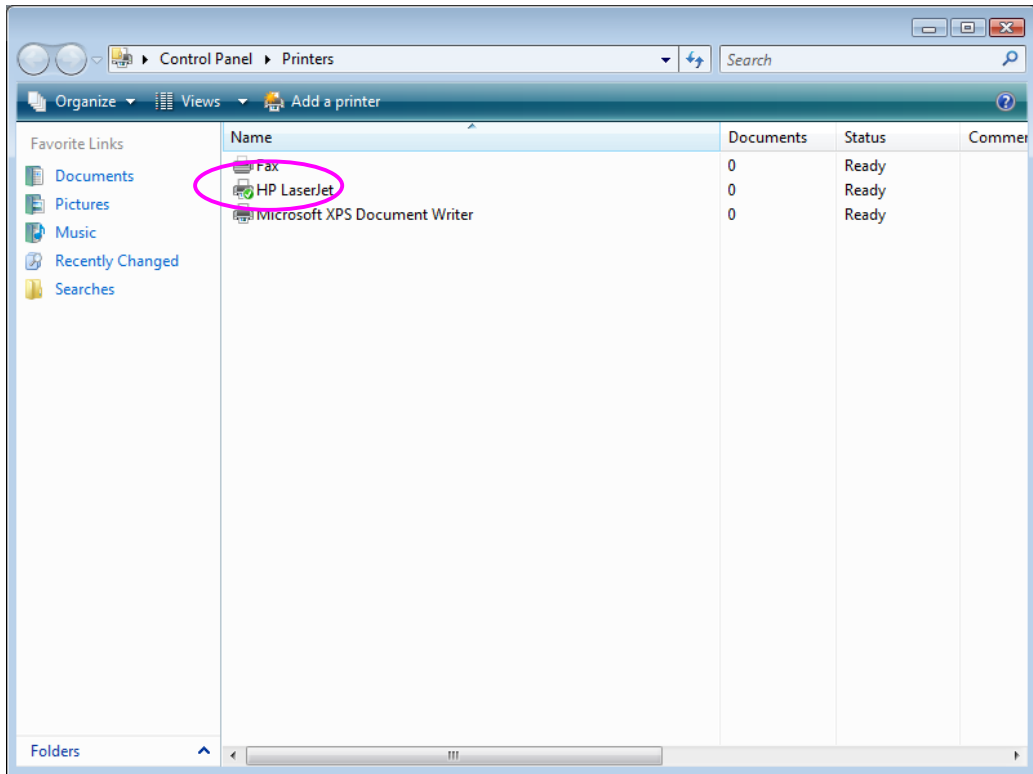 Control Panel Printers Search
Organize Views Add a printer
Favorite Links
Documents
Pictures
Music
Recently Changed
Searches
Folders
Name Documents Status Commer
Fax 0 Ready
HP LaserJet 0 Ready
Microsoft XPS Document Writer 0 Ready